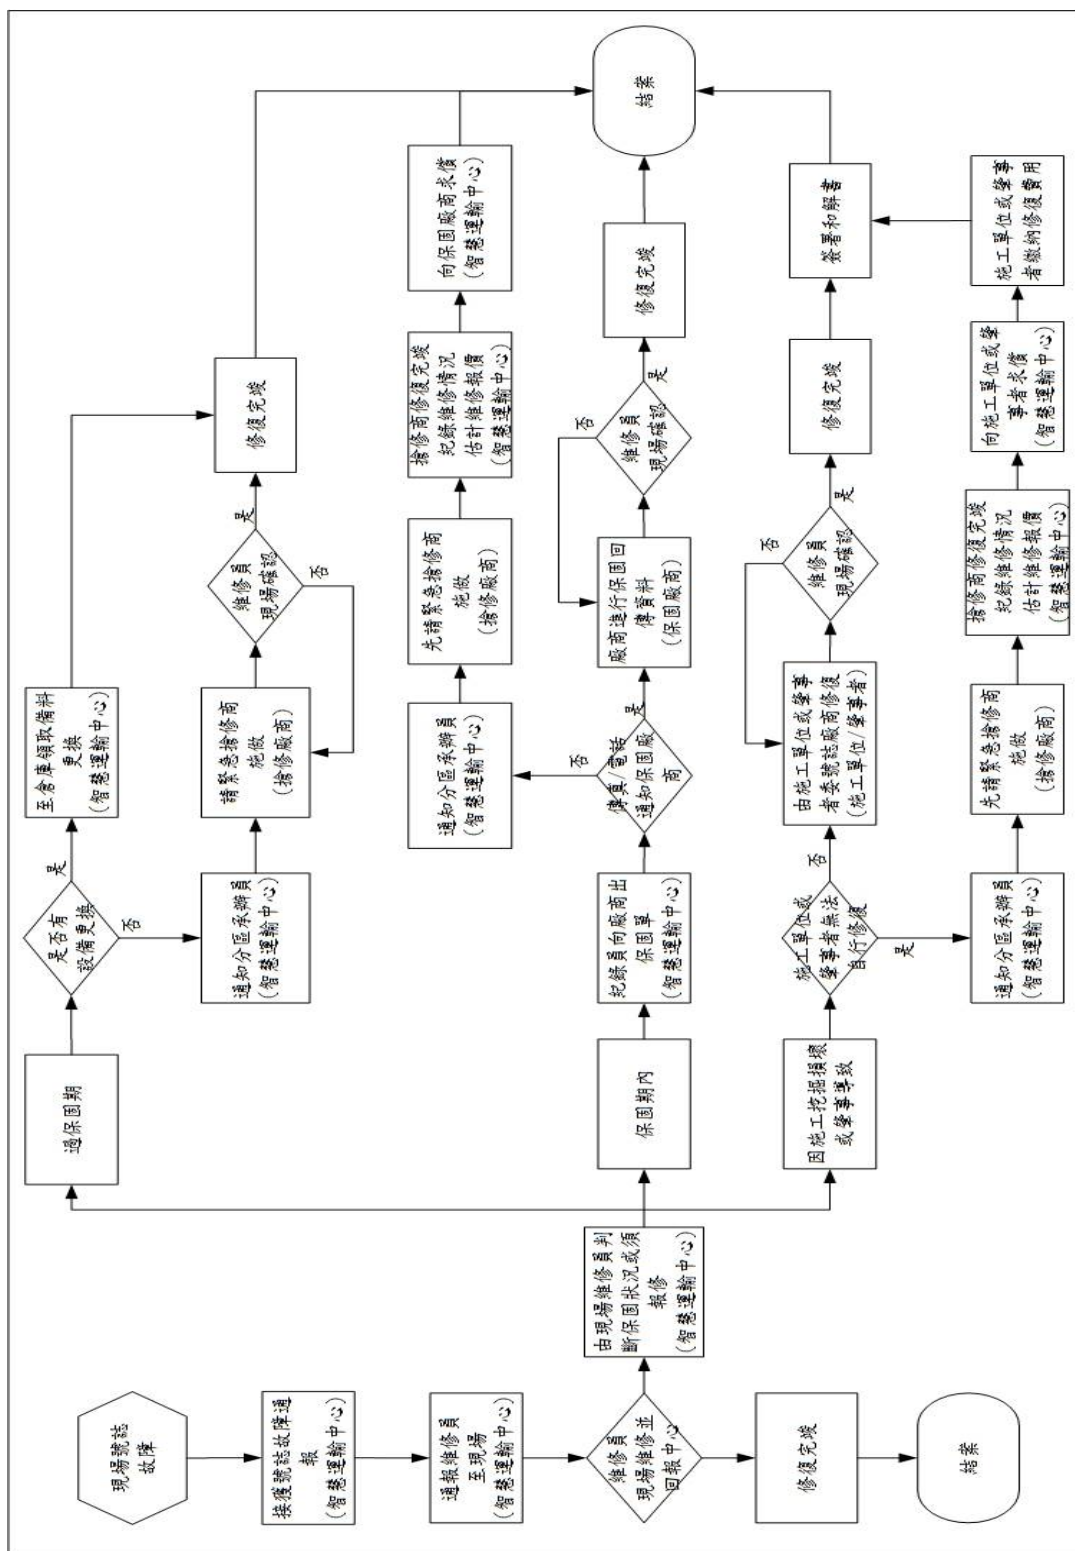 現場號誌
故障
接獲號誌故障通
報
(智慧運輸中心)
通報維修員
至現場
(智慧運輸中心)
維修員
現場維修並
回報中心
修復完竣
結案
由現場維修員判
斷保固狀況或須
報修
(智慧運輸中心)
過保固期
是否有
設備更換
是
否
至倉庫領取備料
更換
(智慧運輸中心)
通知分區承辦員
(智慧運輸中心)
請緊急搶修商
施做
(搶修廠商)
維修員
現場確認
是
否
修復完竣
保固期內
紀錄員向廠商出
保固單
(智慧運輸中心)
傳真/電話
通知保固廠
商
否
是
通知分區承辦員
(智慧運輸中心)
先請緊急搶修商
施做
(搶修廠商)
搶修商修復完竣
紀錄維修情況
估計維修報價
(智慧運輸中心)
向保固廠商求償
(智慧運輸中心)
廠商進行保固回
傳資料
(保固廠商)
維修員
現場確認
否
是
修復完竣
結案
因施工挖掘損壞
或肇事導致
施工單位或
肇事者無法
自行修復
否
是
由施工單位或肇事
者委號誌廠商修復
(施工單位/肇事者)
維修員
現場確認
否
是
修復完竣
簽署和解書
通知分區承辦員
(智慧運輸中心)
先請緊急搶修商
施做
(搶修廠商)
搶修商修復完竣
紀錄維修情況
估計維修報價
(智慧運輸中心)
向施工單位或肇
事者求償
(智慧運輸中心)
施工單位或肇事
者繳納修復費用